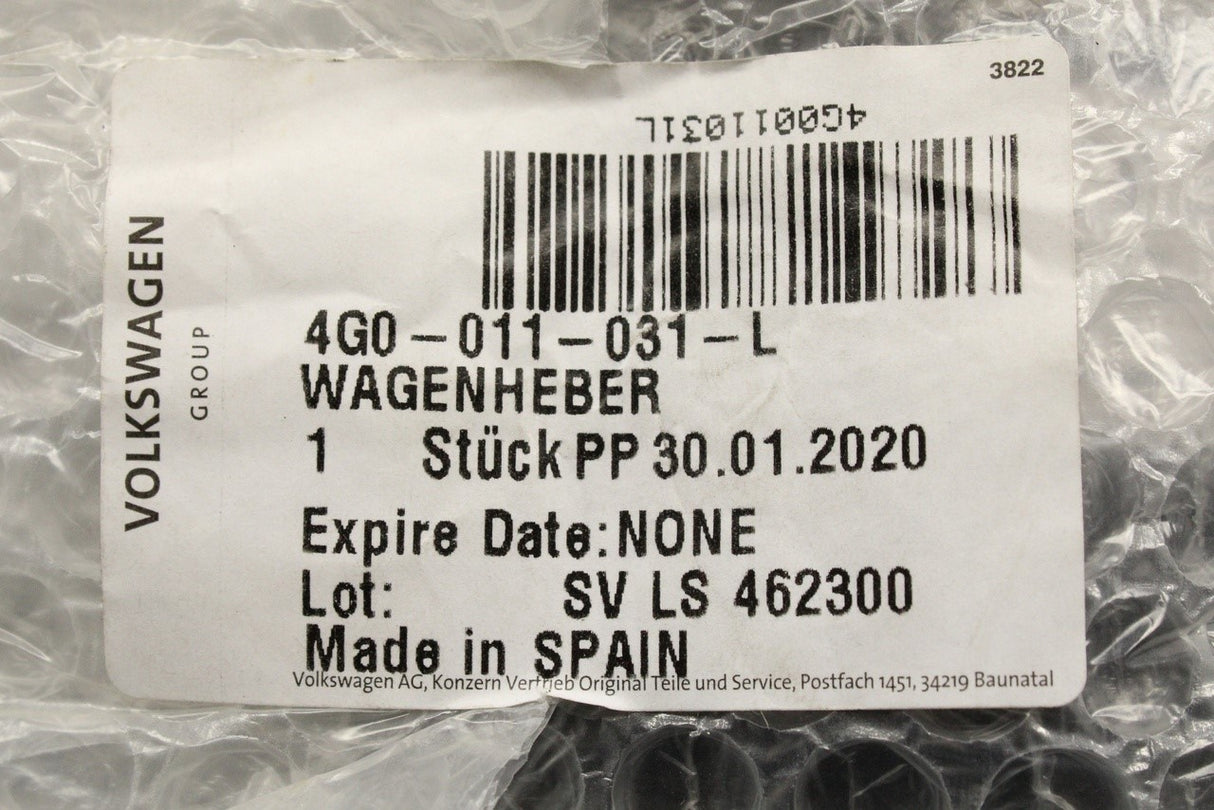 3822
4G0011031L
VOLKSWAGEN
GROUP
4G0-011-031-L
WAGENHEBER
1 Stück PP 30.01.2020
Expire Date:NONE
Lot: SV LS 462300
Made in SPAIN
Volkswagen AG, Konzern Vertrieb Original Teile und Service, Postfach 1451, 34219 Baunatal